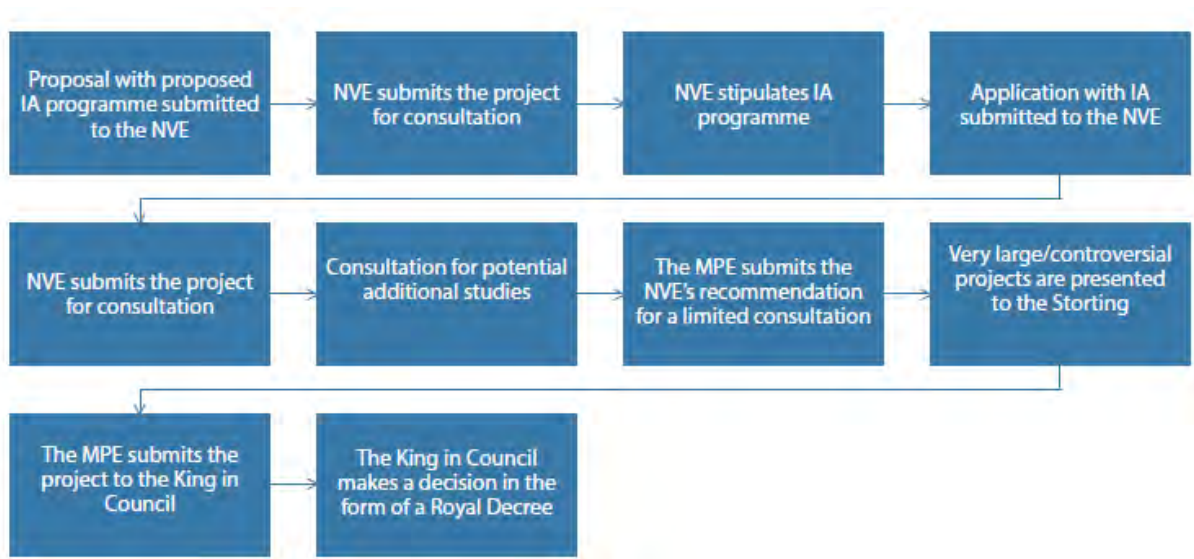 Proposal with proposed
IA programme submitted
to the NVE
NVE submits the project
for consultation
NVE stipulates IA
programme
Application with IA
submitted to the NVE
NVE submits the project
for consultation
Consultation for potential
additional studies
The MPE submits the
NVE's recommendation
for a limited consultation
Very large/controversial
projects are presented
to the Storting
The MPE submits the
project to the King in
Council
The King in Council
makes a decision in the
form of a Royal Decree